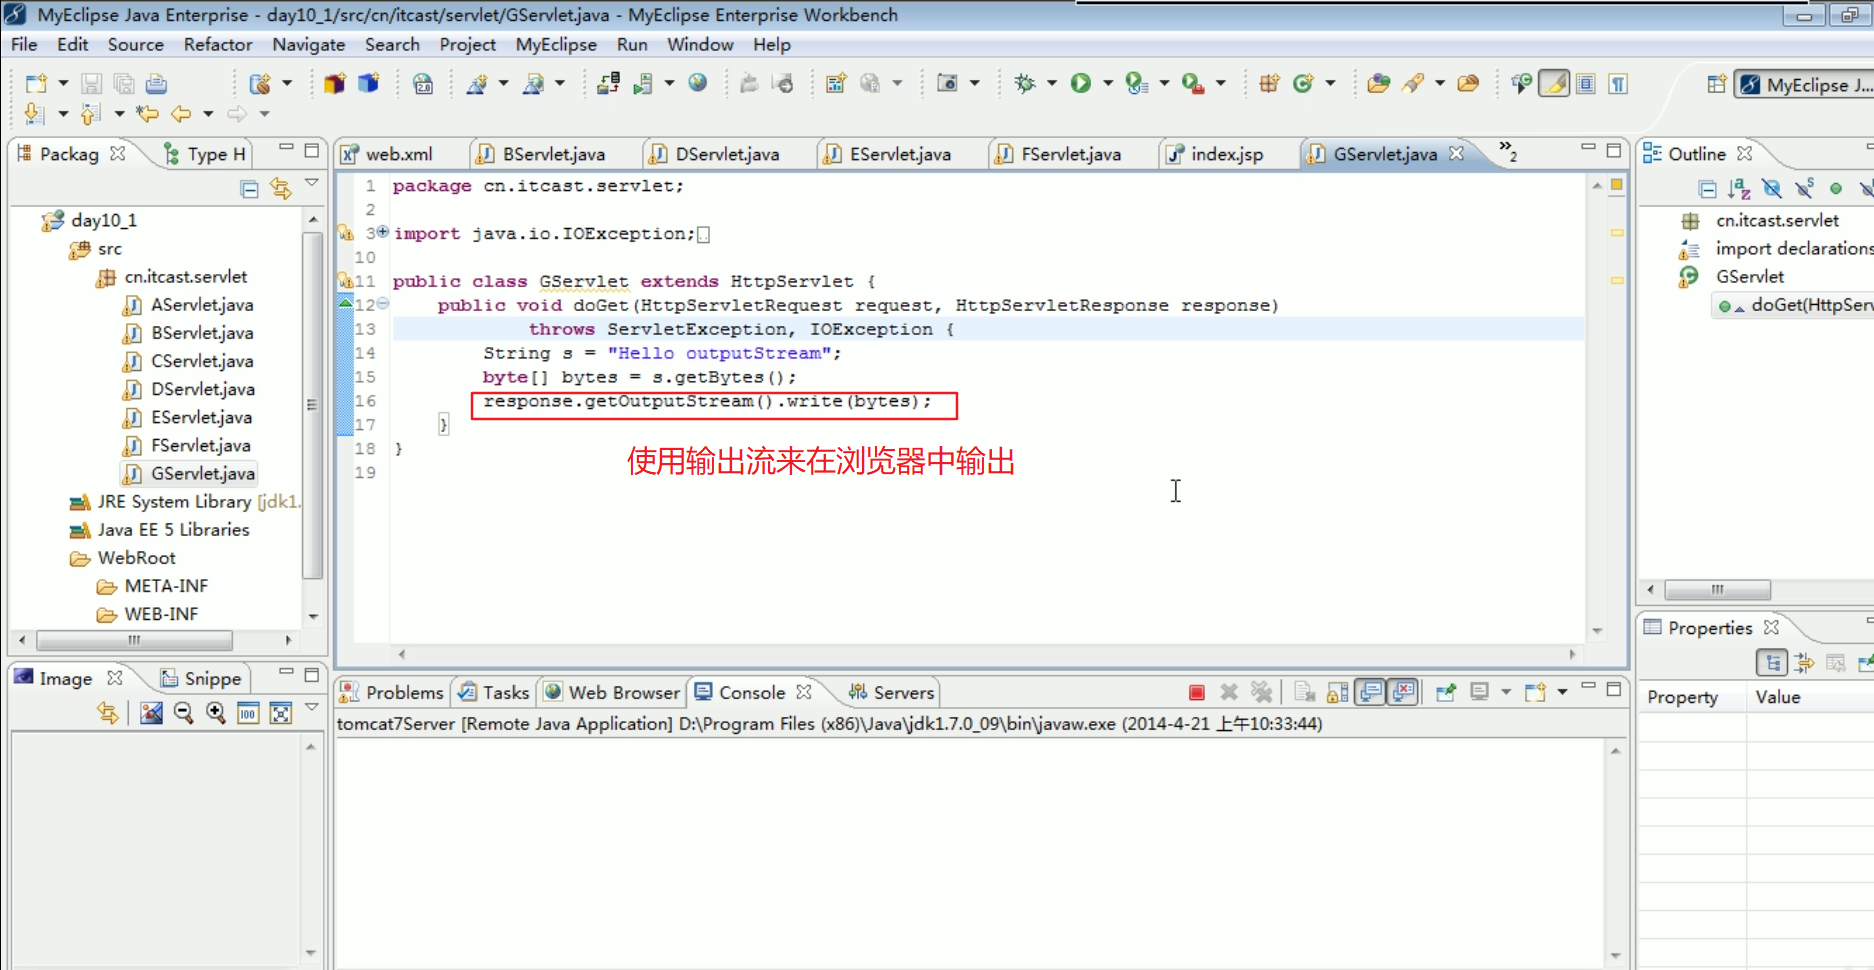 MyEclipse Java Enterprise - day10_1/src/cn/itcast/servlet/GServlet.java - MyEclipse Enterprise Workbench
File Edit Source Refactor Navigate Search Project MyEclipse Run Window Help
MyEclipse J...
Packag
Type H
web.xml
BServlet.java
DServlet.java
EServlet.java
FServlet.java
index.jsp
GServlet.java
»2
Outline
day10_1
src
cn.itcast.servlet
AServlet.java
BServlet.java
CServlet.java
DServlet.java
EServlet.java
FServlet.java
GServlet.java
JRE System Library [jdk1.
Java EE 5 Libraries
WebRoot
META-INF
WEB-INF
1 package cn.itcast.servlet;
2
3 import java.io.IOException;
10
11 public class GServlet extends HttpServlet {
12 public void doGet(HttpServletRequest request, HttpServletResponse response)
13 throws ServletException, IOException {
14 String s = "Hello outputStream";
15 byte[] bytes = s.getBytes();
16 response.getOutputStream().write(bytes);
17 }
18 }
19
使用输出流来在浏览器中输出
cn.itcast.servlet
import declarations
GServlet
doGet(HttpServ
Properties
Property Value
Image
Snippe
Problems
Tasks
Web Browser
Console
Servers
tomcat7Server [Remote Java Application] D:\Program Files (x86)\Java\jdk1.7.0_09\bin\javaw.exe (2014-4-21 上午10:33:44)